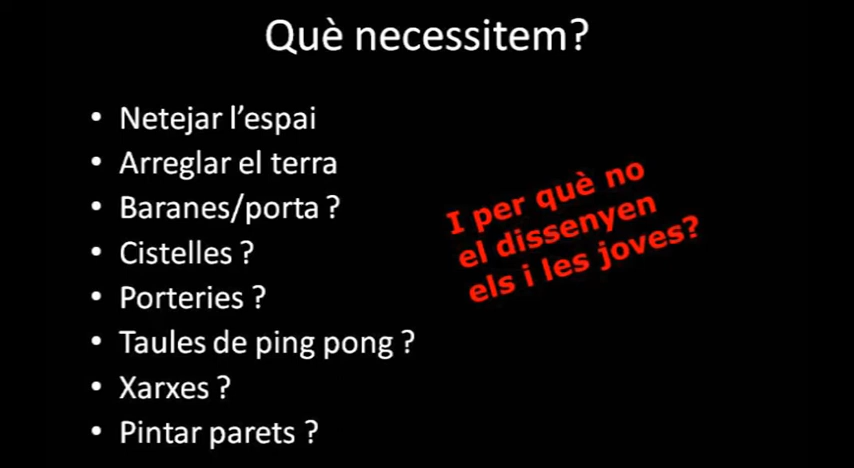 Què necessitem?
• Netejar l’espai
• Arreglar el terra
• Baranes/porta ?
• Cistelles ?
• Porteries ?
• Taules de ping pong ?
• Xarxes ?
• Pintar parets ?
I per què no
el dissenyen
els i les joves?